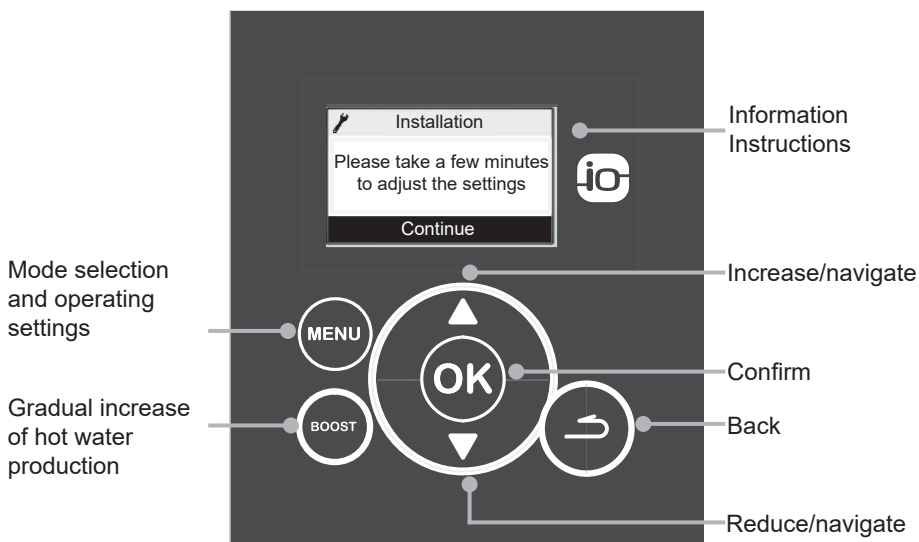 Installation
Please take a few minutes
to adjust the settings
Continue
io
Information
Instructions
Increase/navigate
Mode selection
and operating
settings
MENU
OK
Confirm
Gradual increase
of hot water
production
BOOST
Back
Reduce/navigate